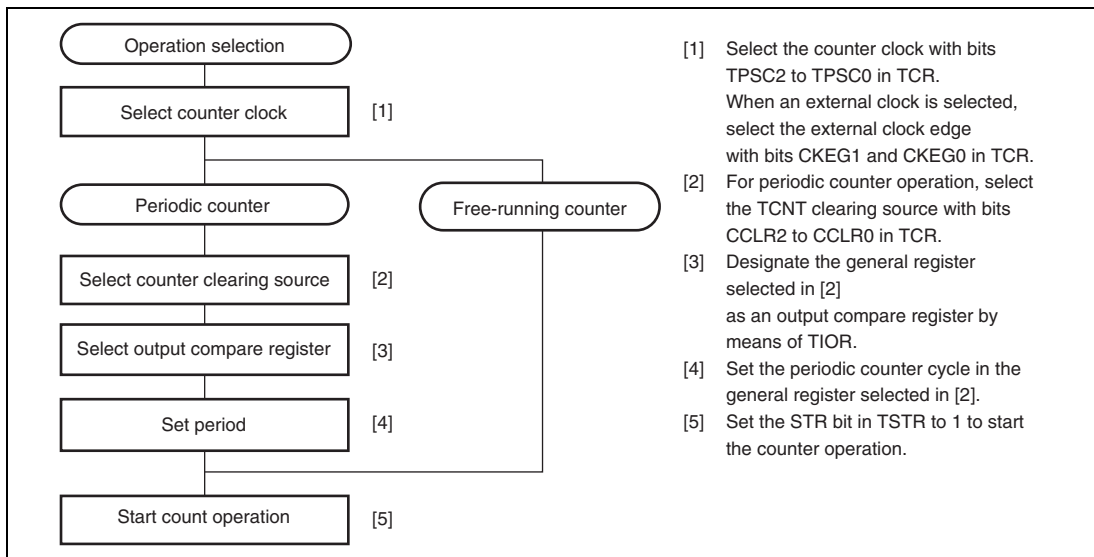 Operation selection
Select counter clock
[1]
Periodic counter
Free-running counter
Select counter clearing source
[2]
Select output compare register
[3]
Set period
[4]
Start count operation
[5]
[1] Select the counter clock with bits
TPSC2 to TPSC0 in TCR.
When an external clock is selected,
select the external clock edge
with bits CKEG1 and CKEG0 in TCR.
[2] For periodic counter operation, select
the TCNT clearing source with bits
CCLR2 to CCLR0 in TCR.
[3] Designate the general register
selected in [2]
as an output compare register by
means of TIOR.
[4] Set the periodic counter cycle in the
general register selected in [2].
[5] Set the STR bit in TSTR to 1 to start
the counter operation.